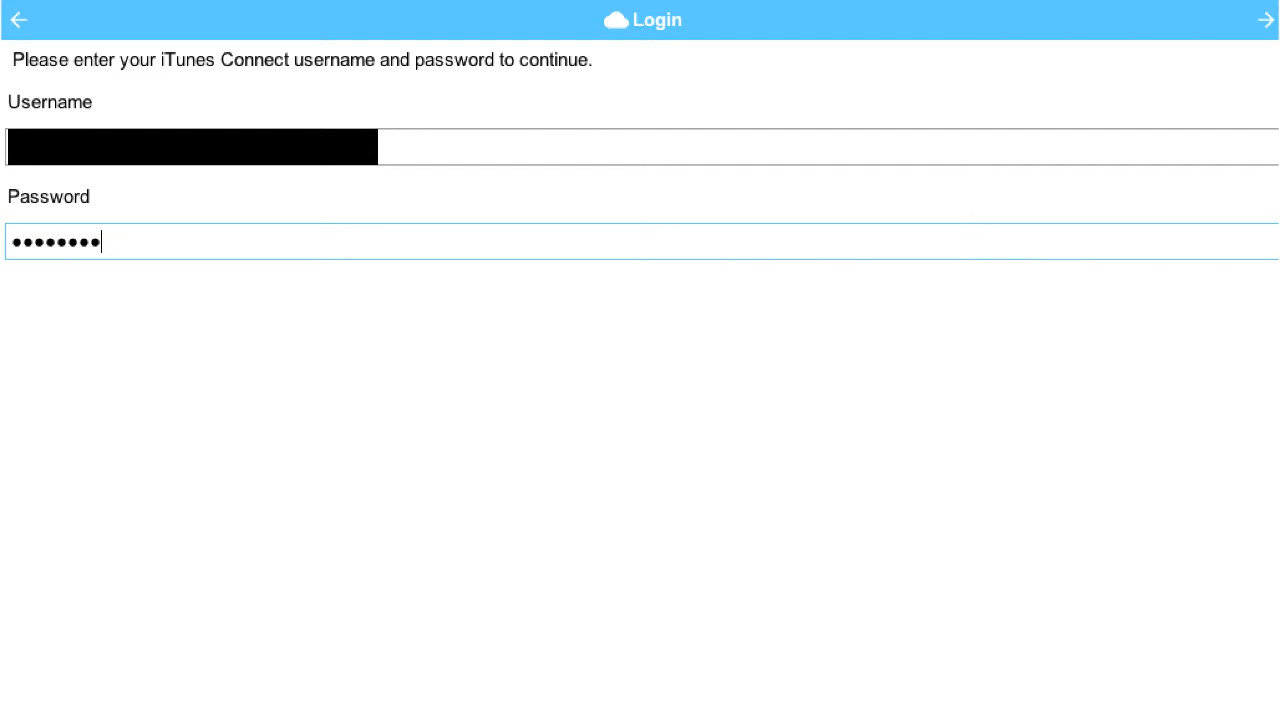 Login
Please enter your iTunes Connect username and password to continue.
Username
Password
••••••••